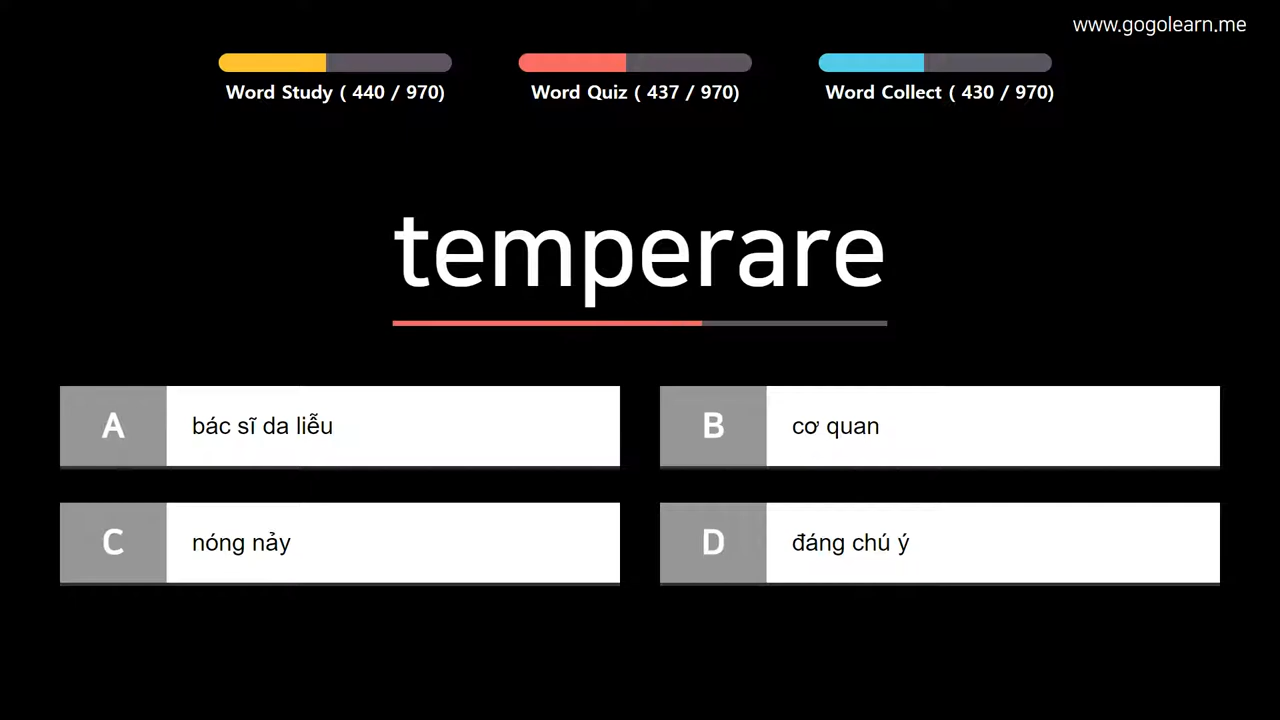 www.gogolearn.me
Word Study ( 440 / 970)
Word Quiz ( 437 / 970)
Word Collect ( 430 / 970)
temperare
A bác sĩ da liễu
B cơ quan
C nóng nảy
D đáng chú ý